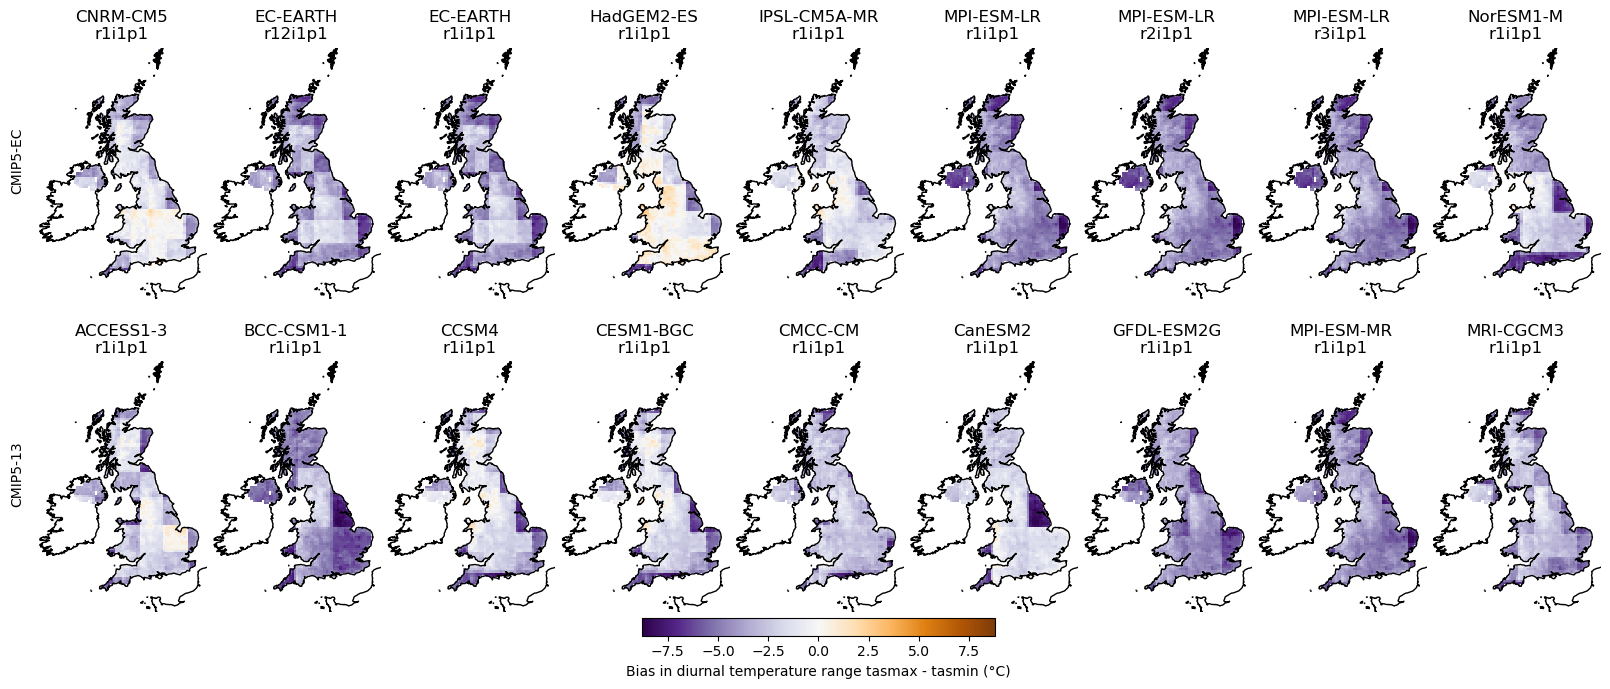 CNRM-CM5
r1i1p1
EC-EARTH
r12i1p1
EC-EARTH
r1i1p1
HadGEM2-ES
r1i1p1
IPSL-CM5A-MR
r1i1p1
MPI-ESM-LR
r1i1p1
MPI-ESM-LR
r2i1p1
MPI-ESM-LR
r3i1p1
NorESM1-M
r1i1p1
CMIP5-EC
ACCESS1-3
r1i1p1
BCC-CSM1-1
r1i1p1
CCSM4
r1i1p1
CESM1-BGC
r1i1p1
CMCC-CM
r1i1p1
CanESM2
r1i1p1
GFDL-ESM2G
r1i1p1
MPI-ESM-MR
r1i1p1
MRI-CGCM3
r1i1p1
CMIP5-13
−7.5 −5.0 −2.5 0.0 2.5 5.0 7.5
Bias in diurnal temperature range tasmax - tasmin (°C)